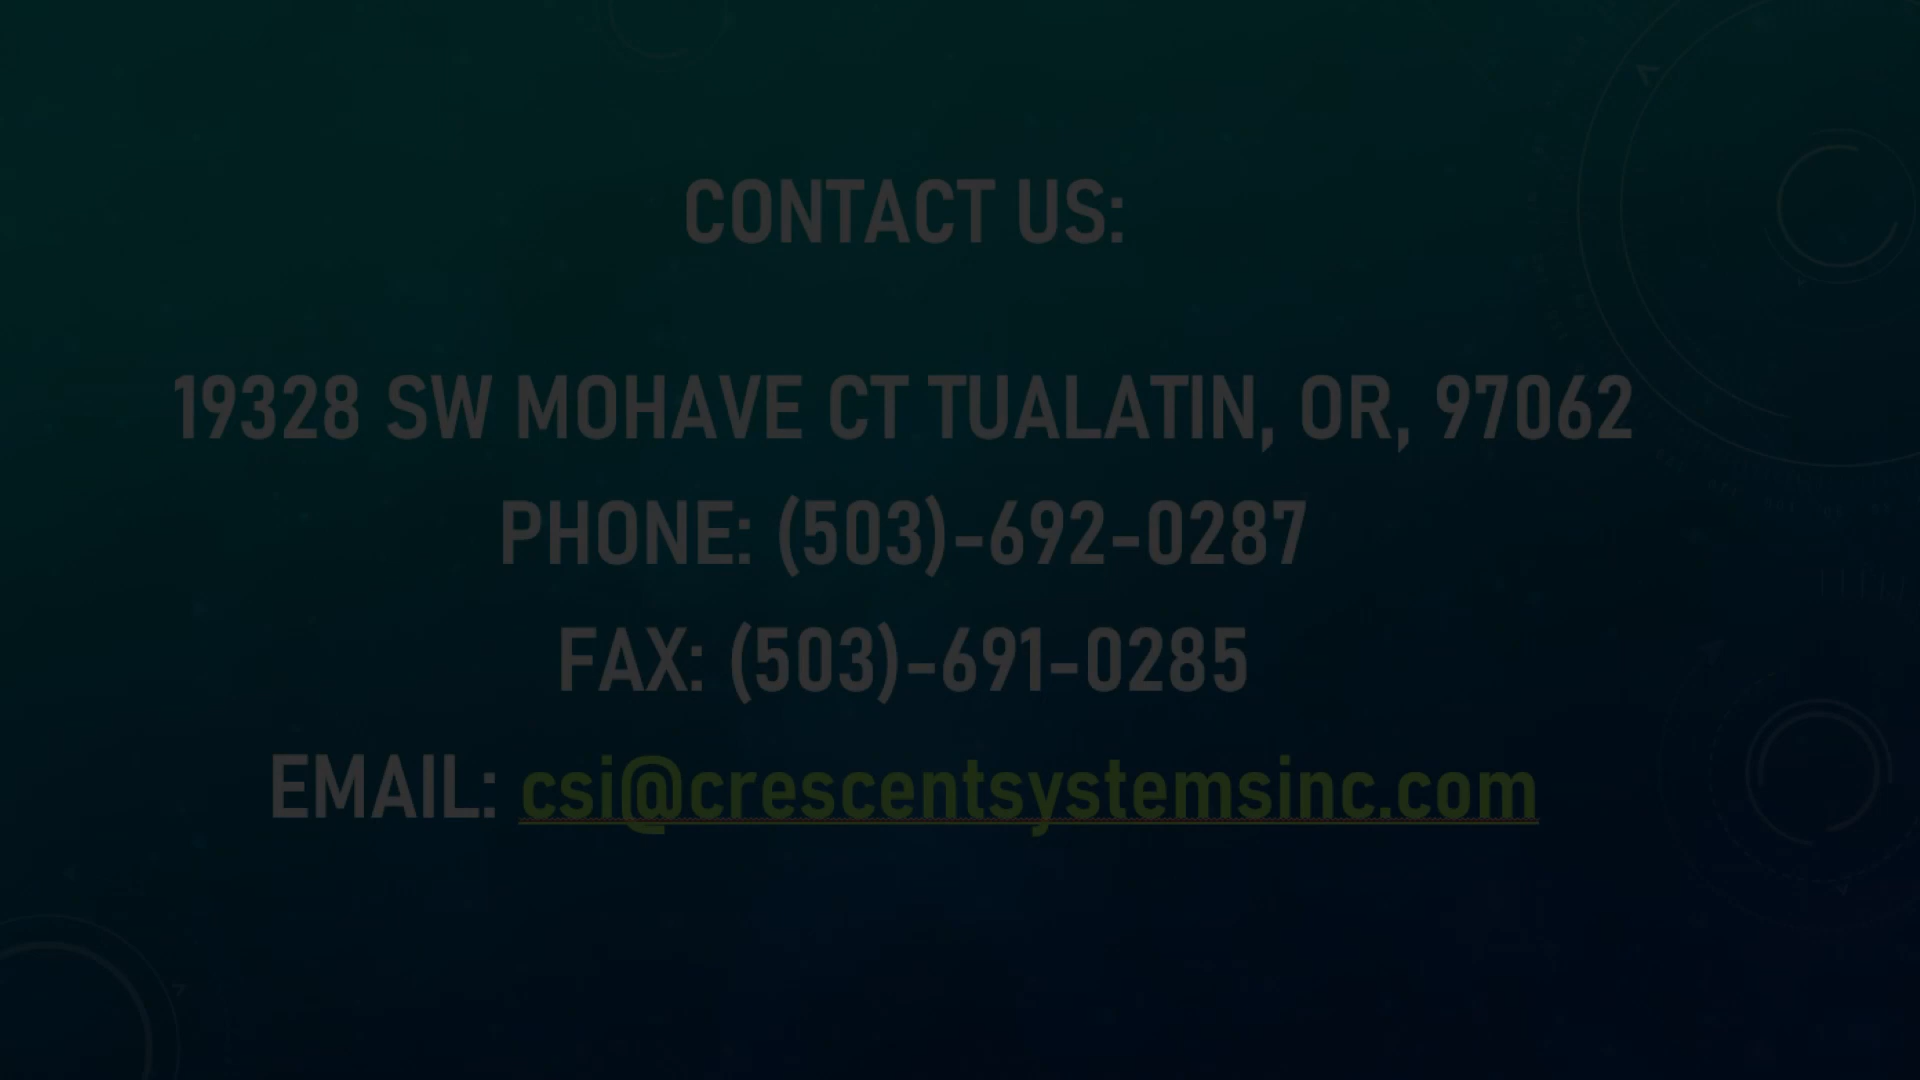 CONTACT US:
19328 SW MOHAVE CT TUALATIN, OR, 97062
PHONE: (503)-692-0287
FAX: (503)-691-0285
EMAIL: csi@crescentsystemsinc.com